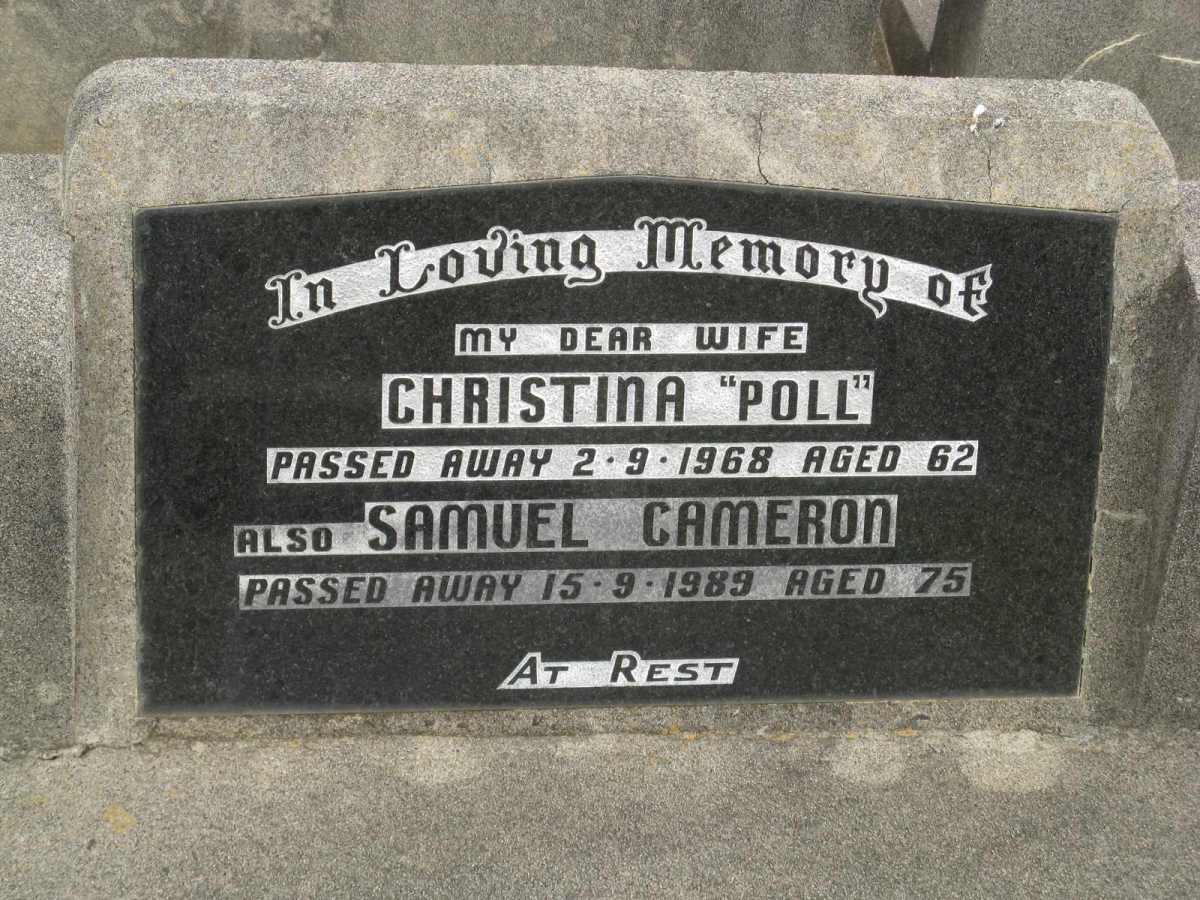 In Loving Memory of
MY DEAR WIFE
CHRISTINA "POLL"
PASSED AWAY 2·9·1968 AGED 62
ALSO SAMUEL CAMERON
PASSED AWAY 15·9·1989 AGED 75
AT REST